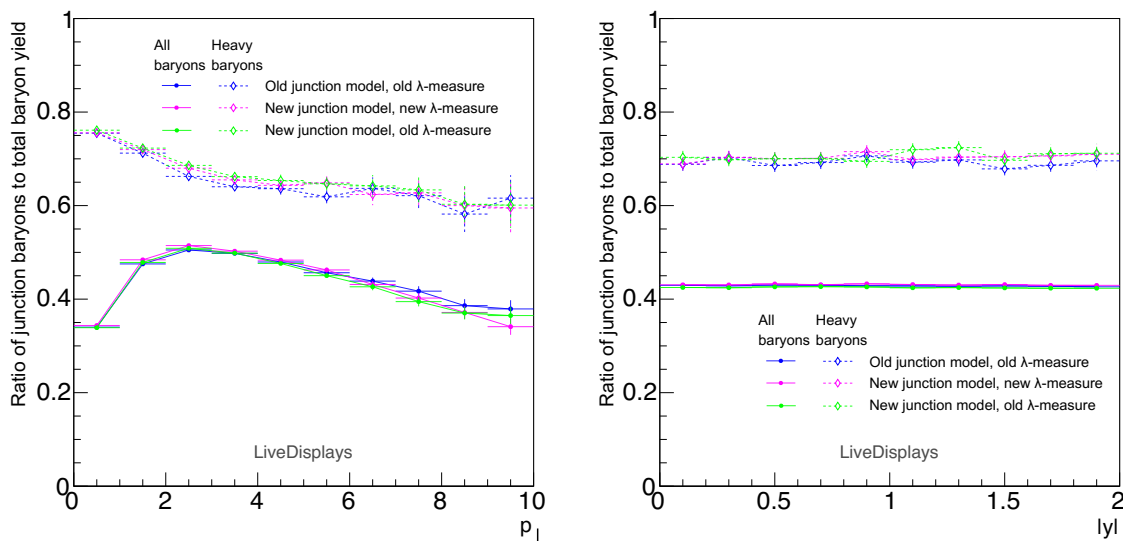 Ratio of junction baryons to total baryon yield
1
0.8
0.6
0.4
0.2
0
All Heavy
baryons baryons
Old junction model, old λ-measure
New junction model, new λ-measure
New junction model, old λ-measure
LiveDisplays
0 2 4 6 8 10
p
Ratio of junction baryons to total baryon yield
1
0.8
0.6
0.4
0.2
0
All Heavy
baryons baryons
Old junction model, old λ-measure
New junction model, new λ-measure
New junction model, old λ-measure
LiveDisplays
0 0.5 1 1.5 2
|y|